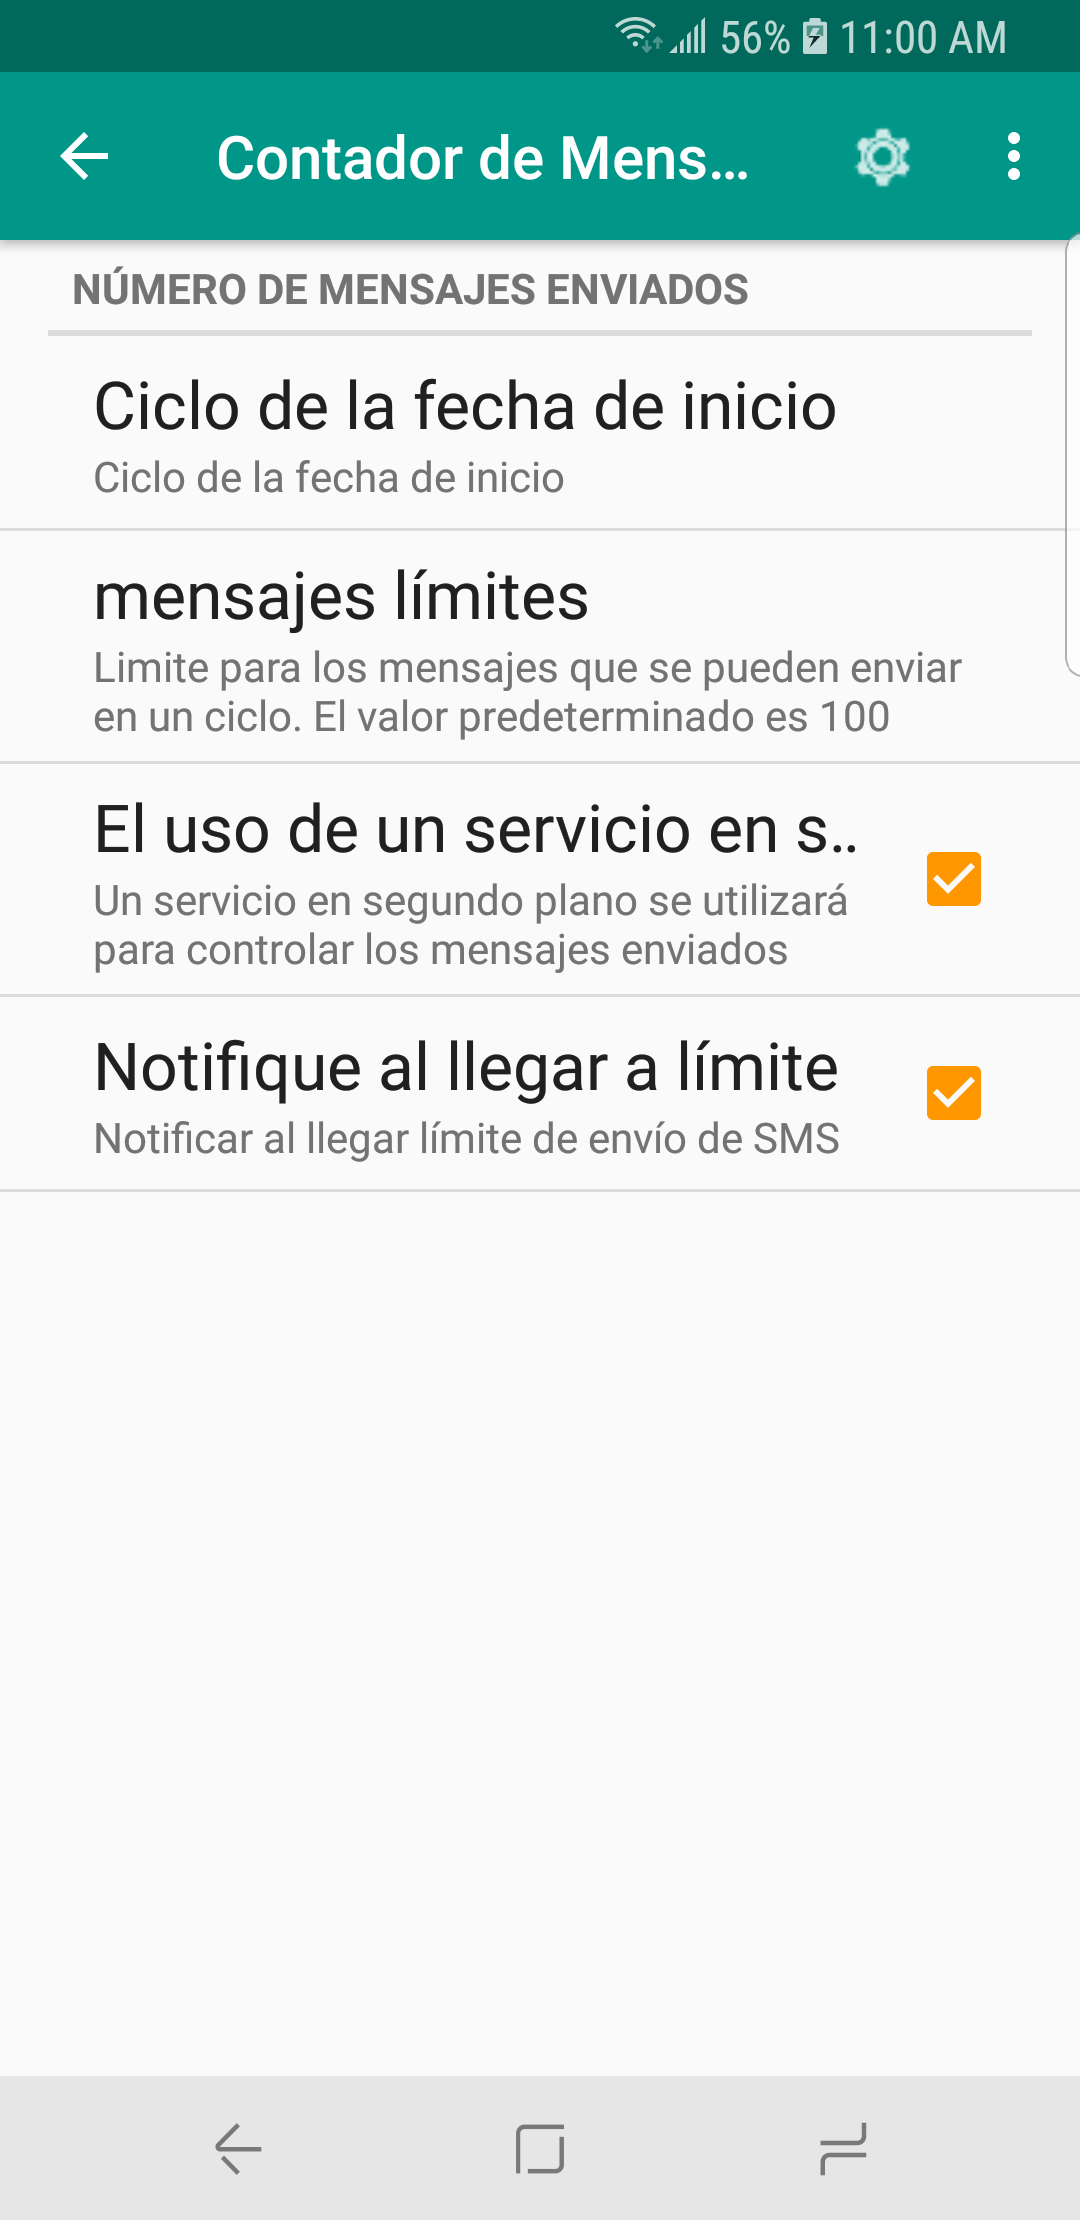 56% 11:00 AM
Contador de Mens...
NÚMERO DE MENSAJES ENVIADOS
Ciclo de la fecha de inicio
Ciclo de la fecha de inicio
mensajes límites
Limite para los mensajes que se pueden enviar
en un ciclo. El valor predeterminado es 100
El uso de un servicio en s..
Un servicio en segundo plano se utilizará
para controlar los mensajes enviados
Notifique al llegar a límite
Notificar al llegar límite de envío de SMS